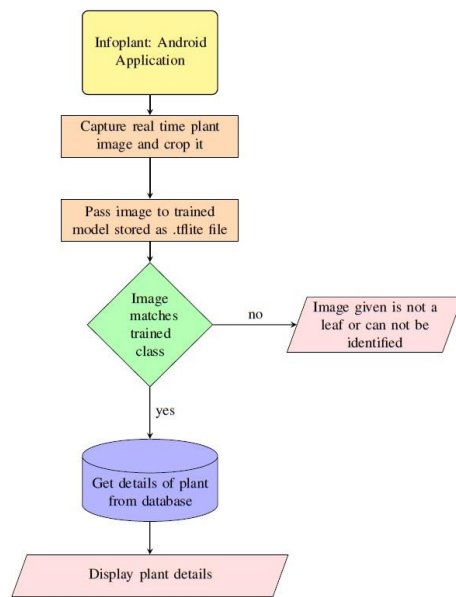 Infoplant: Android
Application
Capture real time plant
image and crop it
Pass image to trained
model stored as .tflite file
Image
matches
trained
class
no
Image given is not a
leaf or can not be
identified
yes
Get details of plant
from database
Display plant details